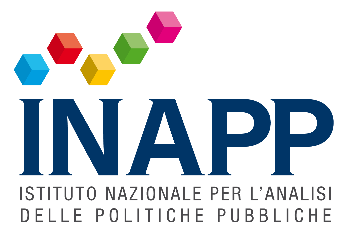 INAPP
ISTITUTO NAZIONALE PER L'ANALISI
DELLE POLITICHE PUBBLICHE